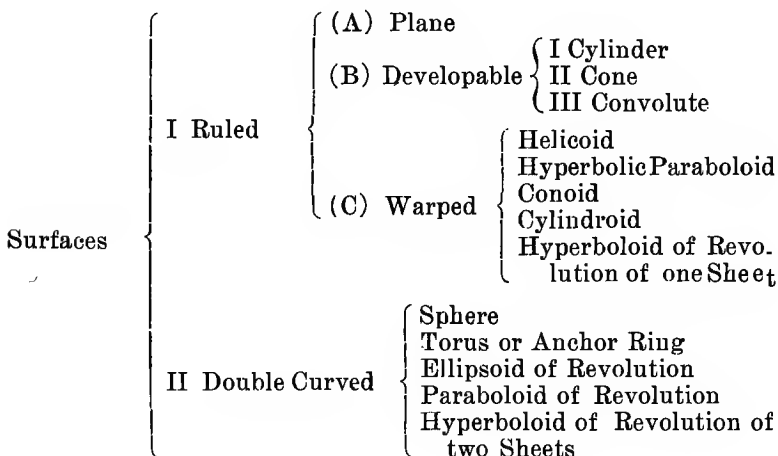 (A) Plane
I Cylinder
(B) Developable
II Cone
III Convolute
I Ruled
Helicoid
Hyperbolic Paraboloid
Conoid
(C) Warped
Cylindroid
Surfaces
Hyperboloid of Revo-
lution of one Sheet
Sphere
Torus or Anchor Ring
Ellipsoid of Revolution
II Double Curved
Paraboloid of Revolution
Hyperboloid of Revolution of
two Sheets